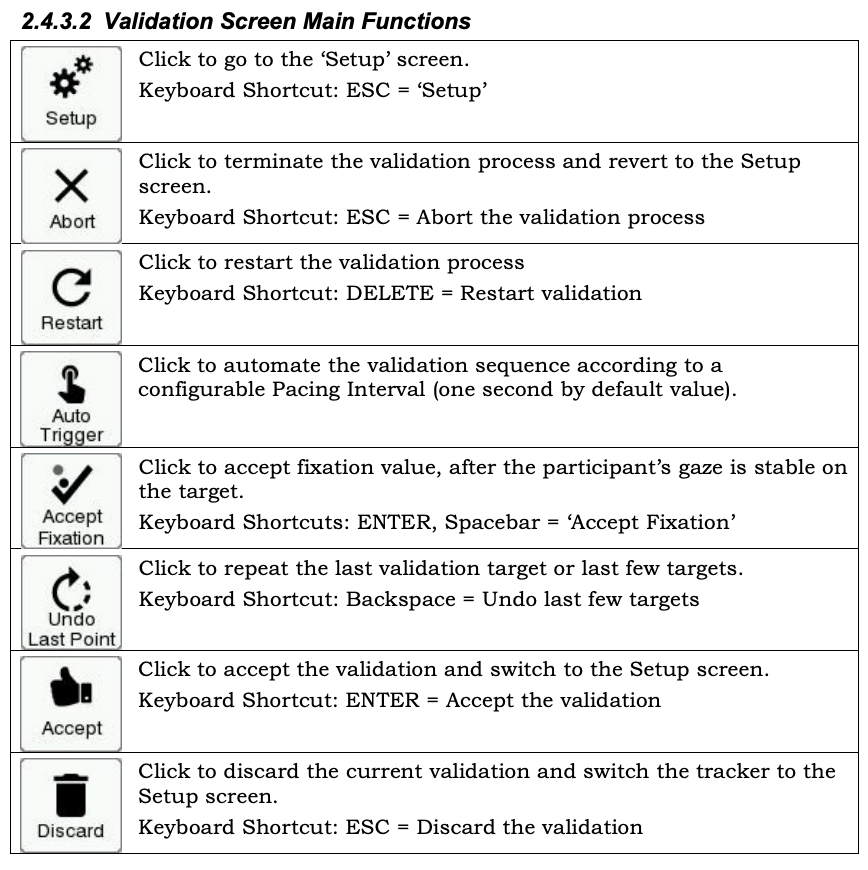 2.4.3.2 Validation Screen Main Functions
Setup
Click to go to the ‘Setup’ screen.
Keyboard Shortcut: ESC = ‘Setup’
Abort
Click to terminate the validation process and revert to the Setup
screen.
Keyboard Shortcut: ESC = Abort the validation process
Restart
Click to restart the validation process
Keyboard Shortcut: DELETE = Restart validation
Auto
Trigger
Click to automate the validation sequence according to a
configurable Pacing Interval (one second by default value).
Accept
Fixation
Click to accept fixation value, after the participant’s gaze is stable on
the target.
Keyboard Shortcuts: ENTER, Spacebar = ‘Accept Fixation’
Undo
Last Point
Click to repeat the last validation target or last few targets.
Keyboard Shortcut: Backspace = Undo last few targets
Accept
Click to accept the validation and switch to the Setup screen.
Keyboard Shortcut: ENTER = Accept the validation
Discard
Click to discard the current validation and switch the tracker to the
Setup screen.
Keyboard Shortcut: ESC = Discard the validation